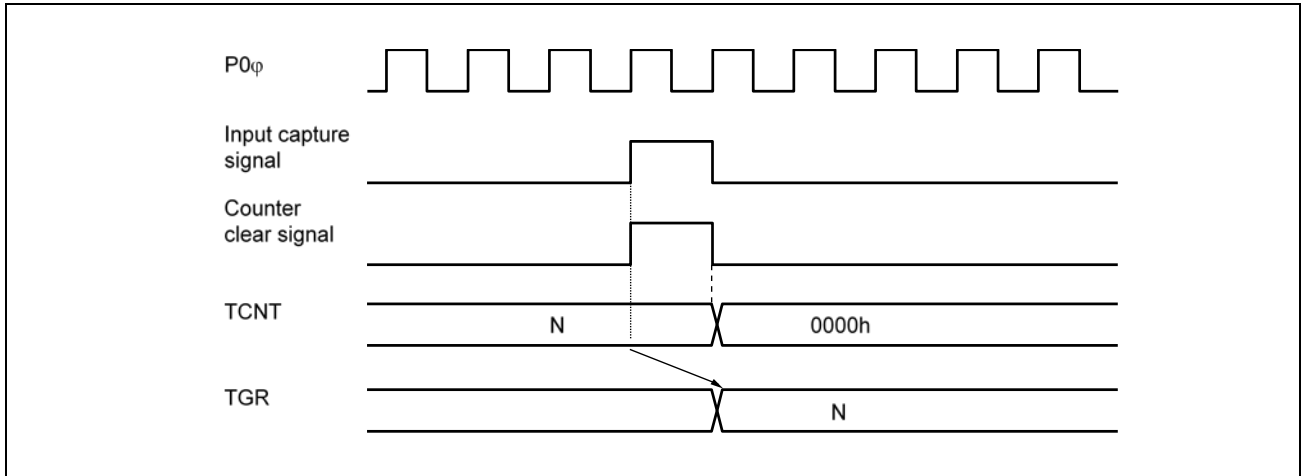 P0φ
Input capture
signal
Counter
clear signal
TCNT
N
0000h
TGR
N